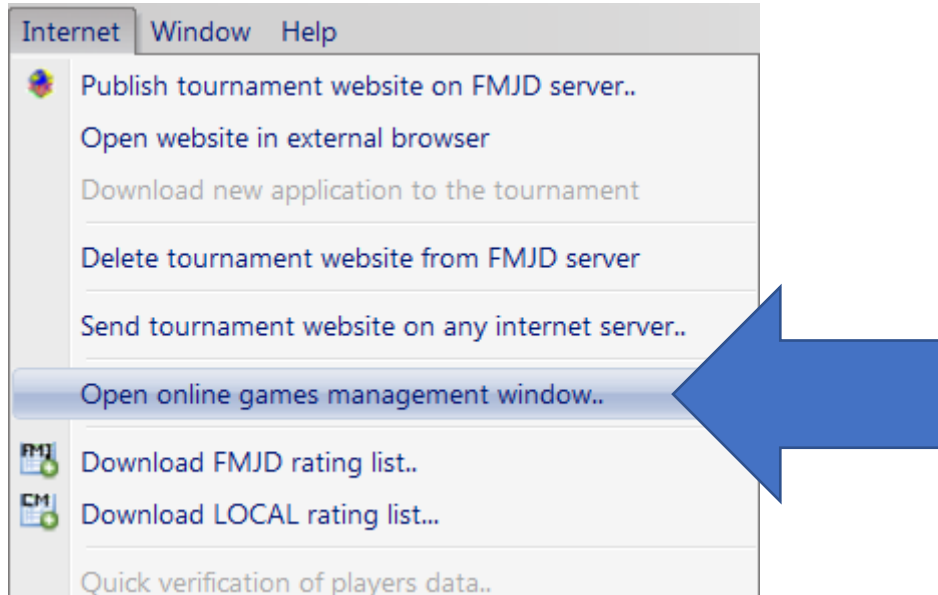 Internet Window Help
Publish tournament website on FMJD server..
Open website in external browser
Download new application to the tournament
Delete tournament website from FMJD server
Send tournament website on any internet server..
Open online games management window..
Download FMJD rating list..
Download LOCAL rating list...
Quick verification of players data..